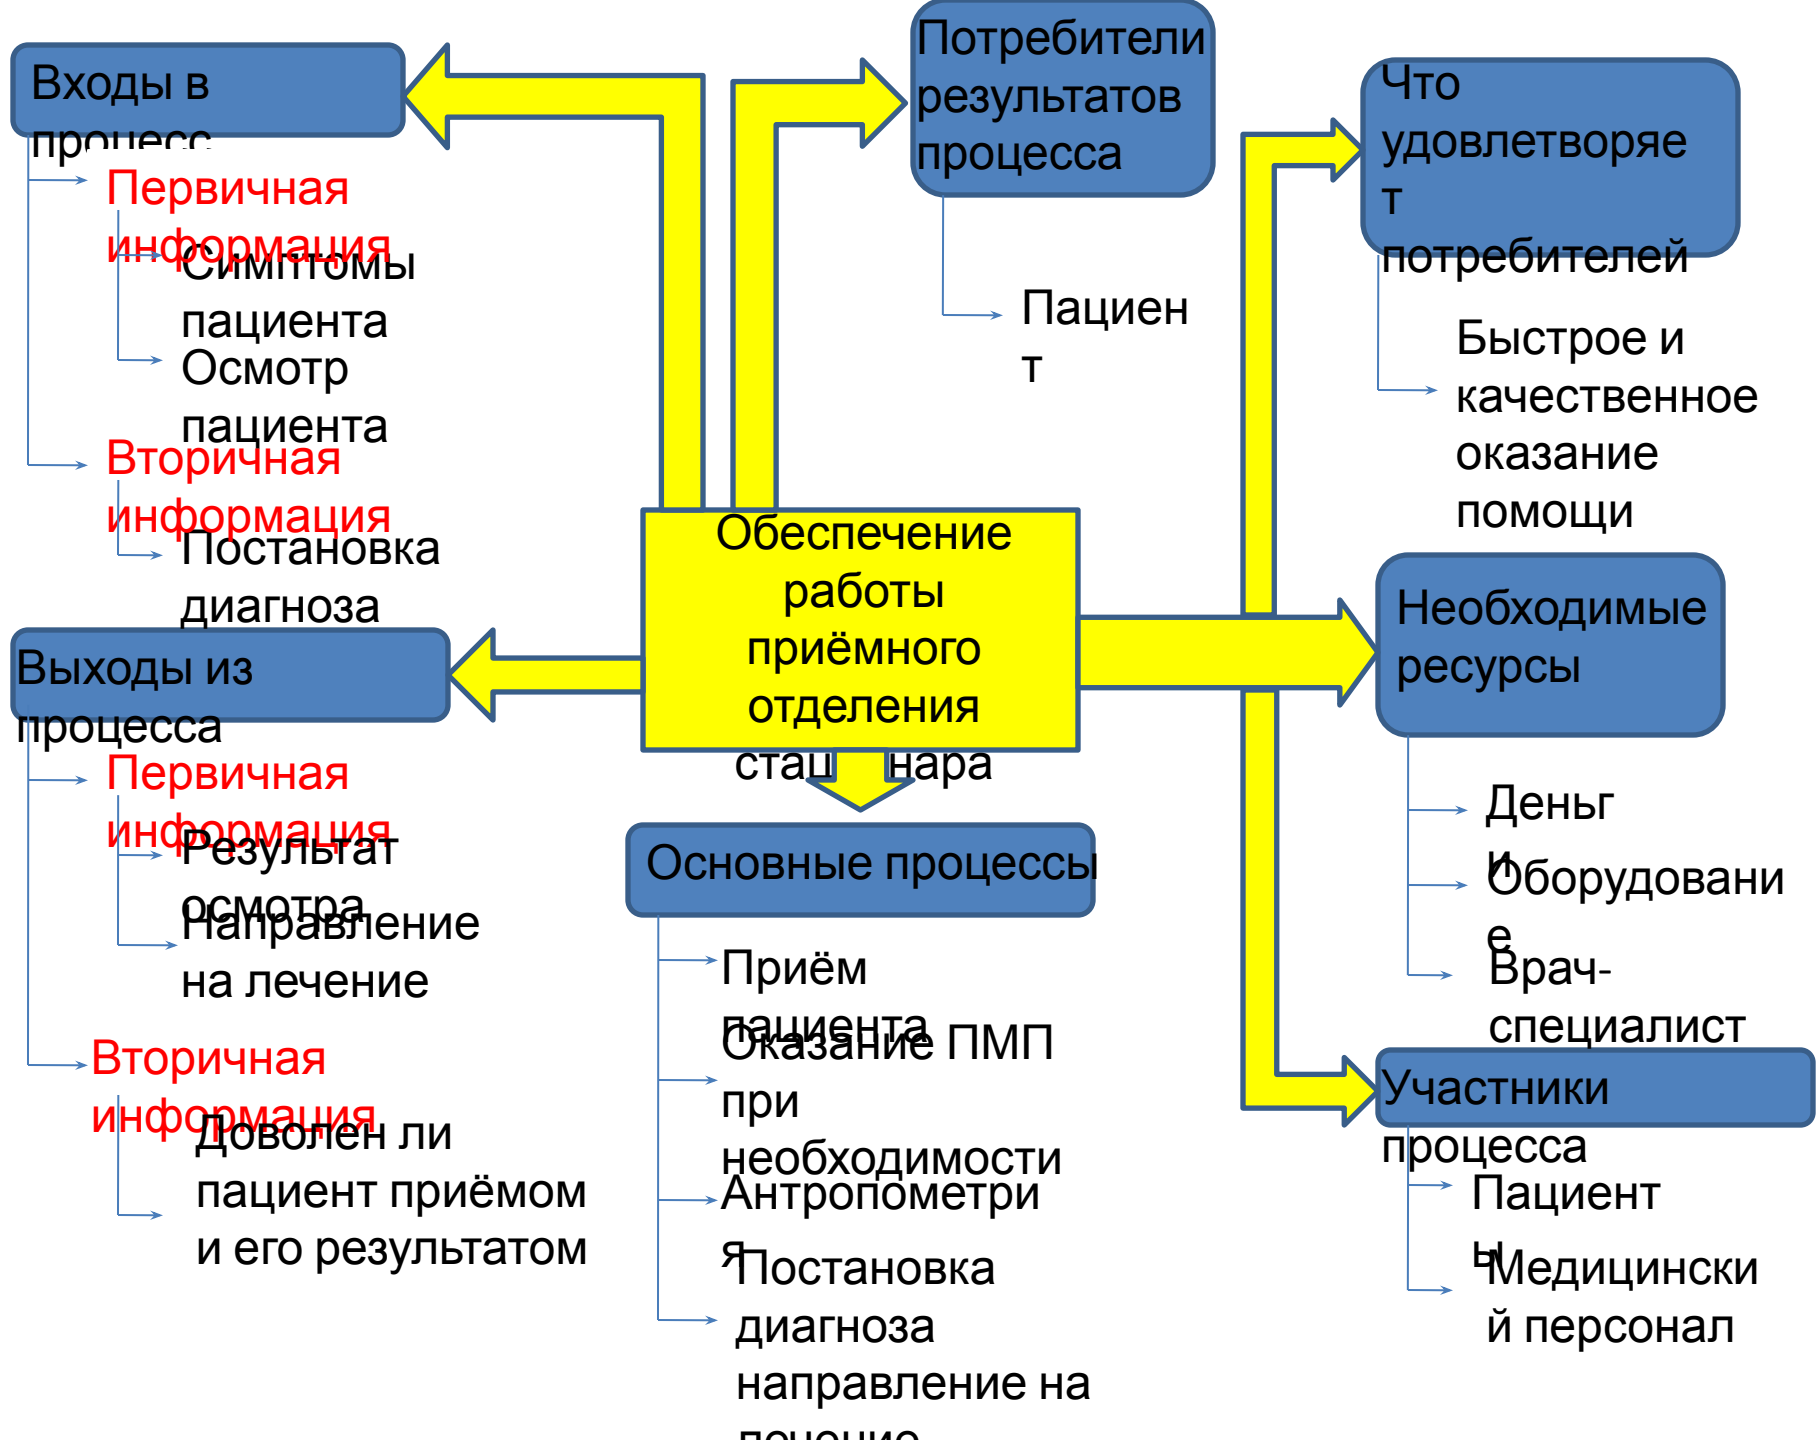 Входы в
процесс
Первичная
информация
Симптомы
пациента
Осмотр
пациента
Вторичная
информация
Постановка
диагноза
Выходы из
процесса
Первичная
информация
Результат
осмотра
Направление
на лечение
Вторичная
информация
Доволен ли
пациент приёмом
и его результатом
Потребители
результатов
процесса
Пациен
т
Обеспечение
работы
приёмного
отделения
стационара
Основные процессы
Приём
пациента
Оказание ПМП
при
необходимости
Антропометри
я
Постановка
диагноза
направление на
лечение
Что
удовлетворяе
т
потребителей
Быстрое и
качественное
оказание
помощи
Необходимые
ресурсы
Деньг
и
Оборудовани
е
Врач-
специалист
Участники
процесса
Пациент
ы
Медицински
й персонал